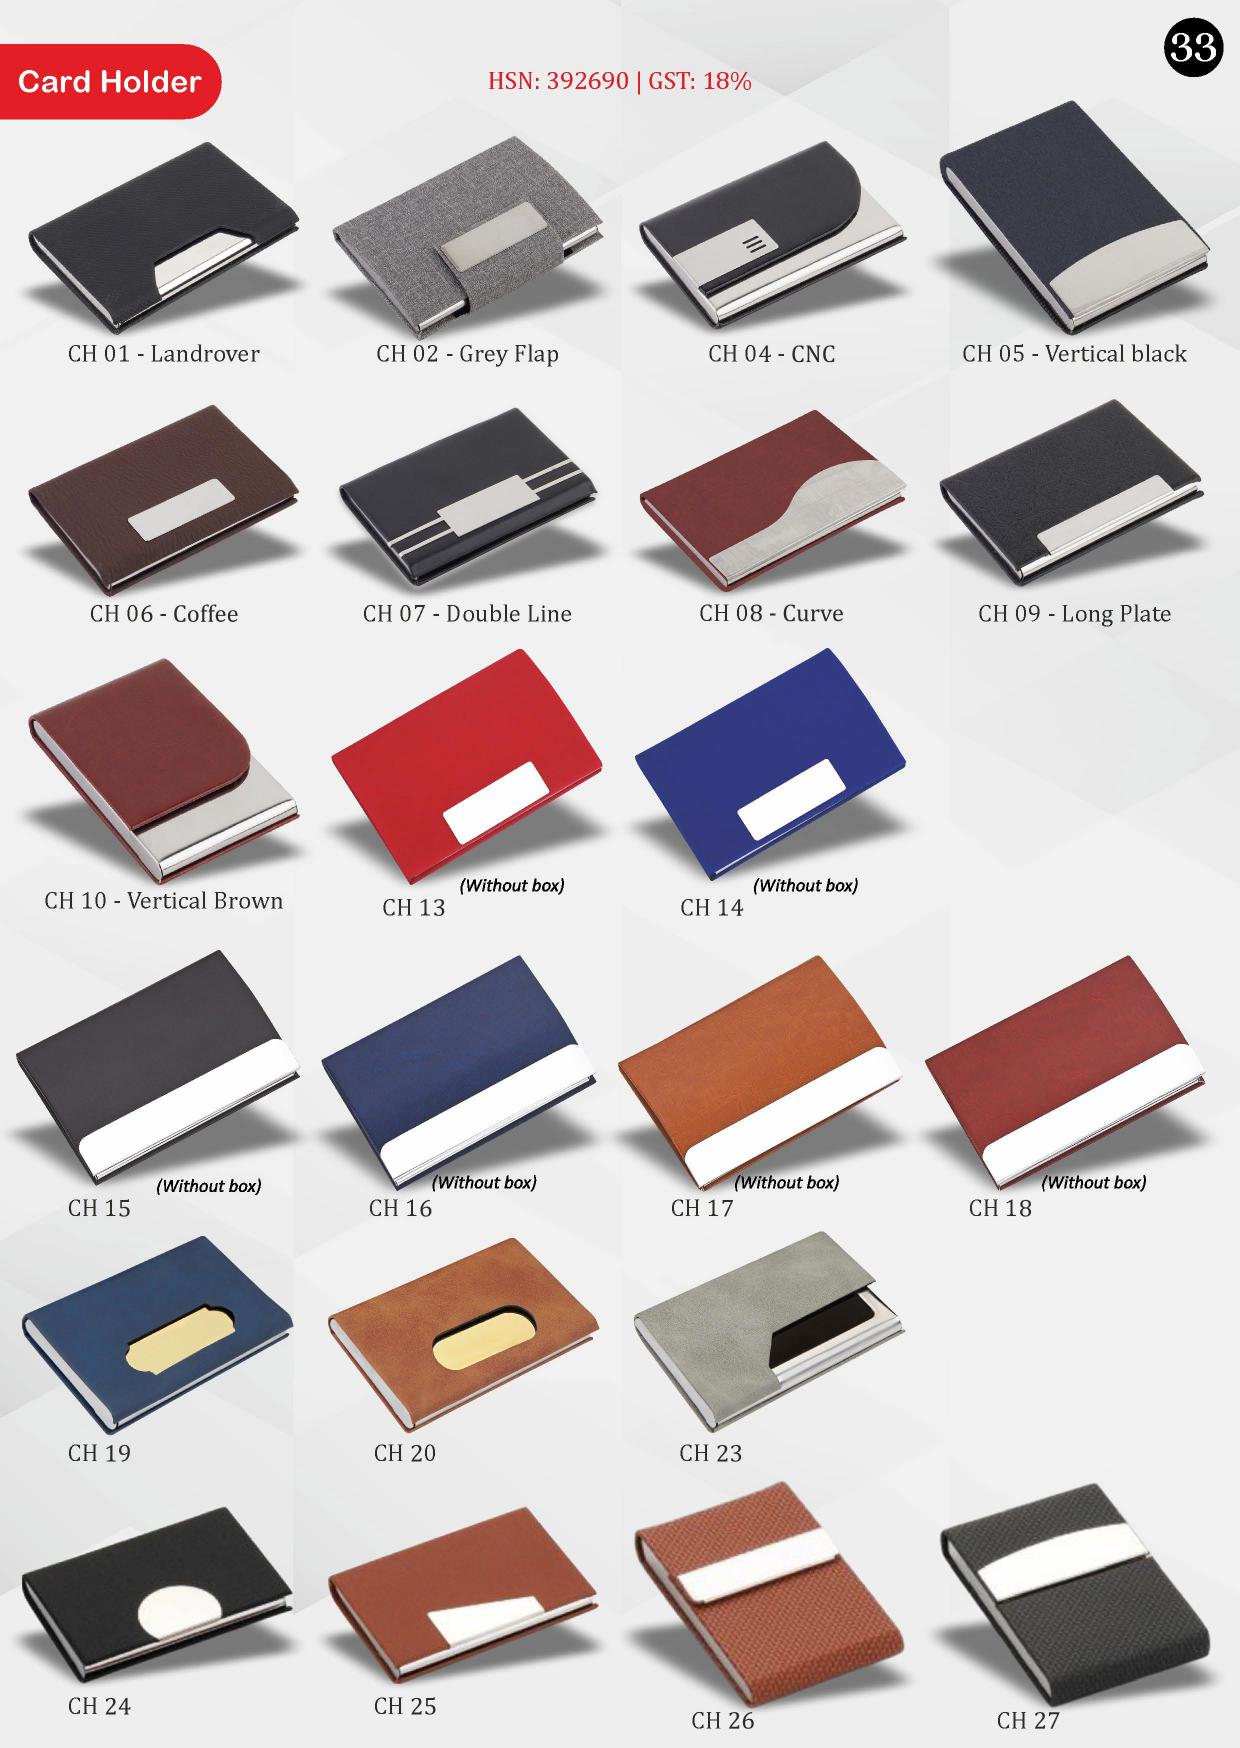 33
Card Holder
HSN: 392690 | GST: 18%
CH 01 - Landrover
CH 02 - Grey Flap
CH 04 - CNC
CH 05 - Vertical black
CH 06 - Coffee
CH 07 - Double Line
CH 08 - Curve
CH 09 - Long Plate
CH 10 - Vertical Brown
(Without box)
CH 13
(Without box)
CH 14
(Without box)
CH 15
(Without box)
CH 16
(Without box)
CH 17
(Without box)
CH 18
CH 19
CH 20
CH 23
CH 24
CH 25
CH 26
CH 27